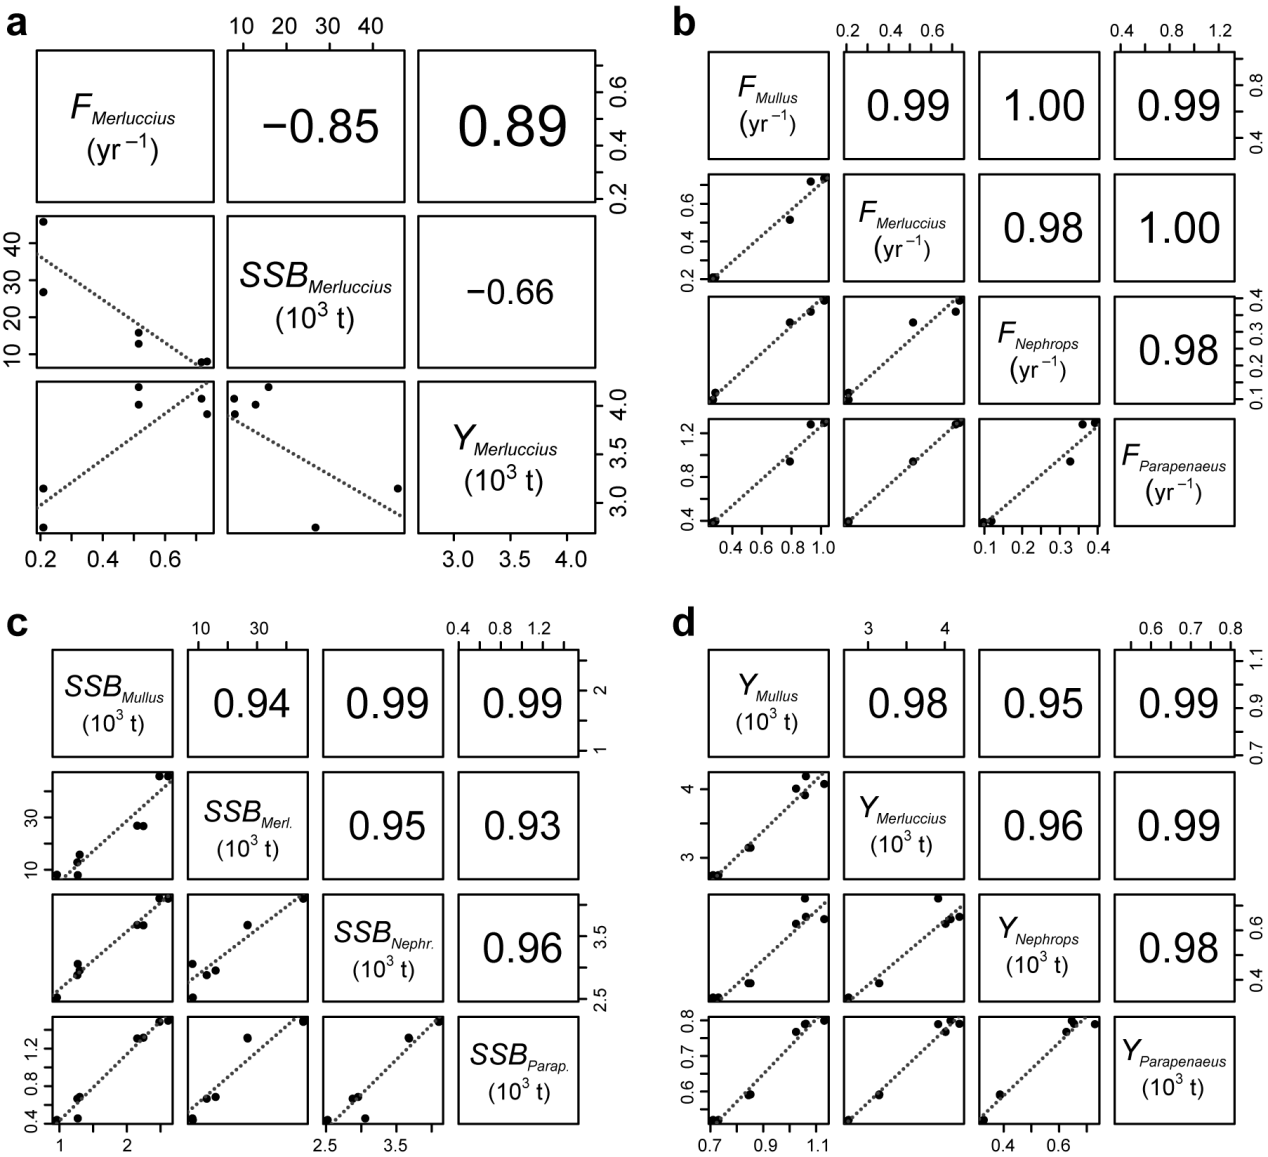 a
10 20 30 40
F Merluccius
(yr −1)
−0.85
0.89
0.2 0.4 0.6
10 20 30 40
SSB Merluccius
(10 3 t)
−0.66
Y Merluccius
(10 3 t)
3.0 3.5 4.0
0.2 0.4 0.6
3.0 3.5 4.0
b
0.2 0.4 0.6
0.4 0.8 1.2
F Mullus
(yr −1)
0.99
1.00
0.99
0.4 0.8
0.2 0.4 0.6
F Merluccius
(yr −1)
0.98
1.00
F Nephrops
(yr −1)
0.98
0.1 0.2 0.3 0.4
0.4 0.8 1.2
F Parapenaeus
(yr −1)
0.4 0.6 0.8 1.0
0.1 0.2 0.3 0.4
c
10 30
0.4 0.8 1.2
SSB Mullus
(10 3 t)
0.94
0.99
0.99
1 2
10 30
SSB Merl.
(10 3 t)
0.95
0.93
SSB Nephr.
(10 3 t)
0.96
2.5 3.5
0.4 0.8 1.2
SSB Parap.
(10 3 t)
1 2
2.5 3.5
d
3 4
0.6 0.7 0.8
Y Mullus
(10 3 t)
0.98
0.95
0.99
0.7 0.9 1.1
3 4
Y Merluccius
(10 3 t)
0.96
0.99
Y Nephrops
(10 3 t)
0.98
0.4 0.6
0.6 0.7 0.8
Y Parapenaeus
(10 3 t)
0.7 0.9 1.1
0.4 0.6